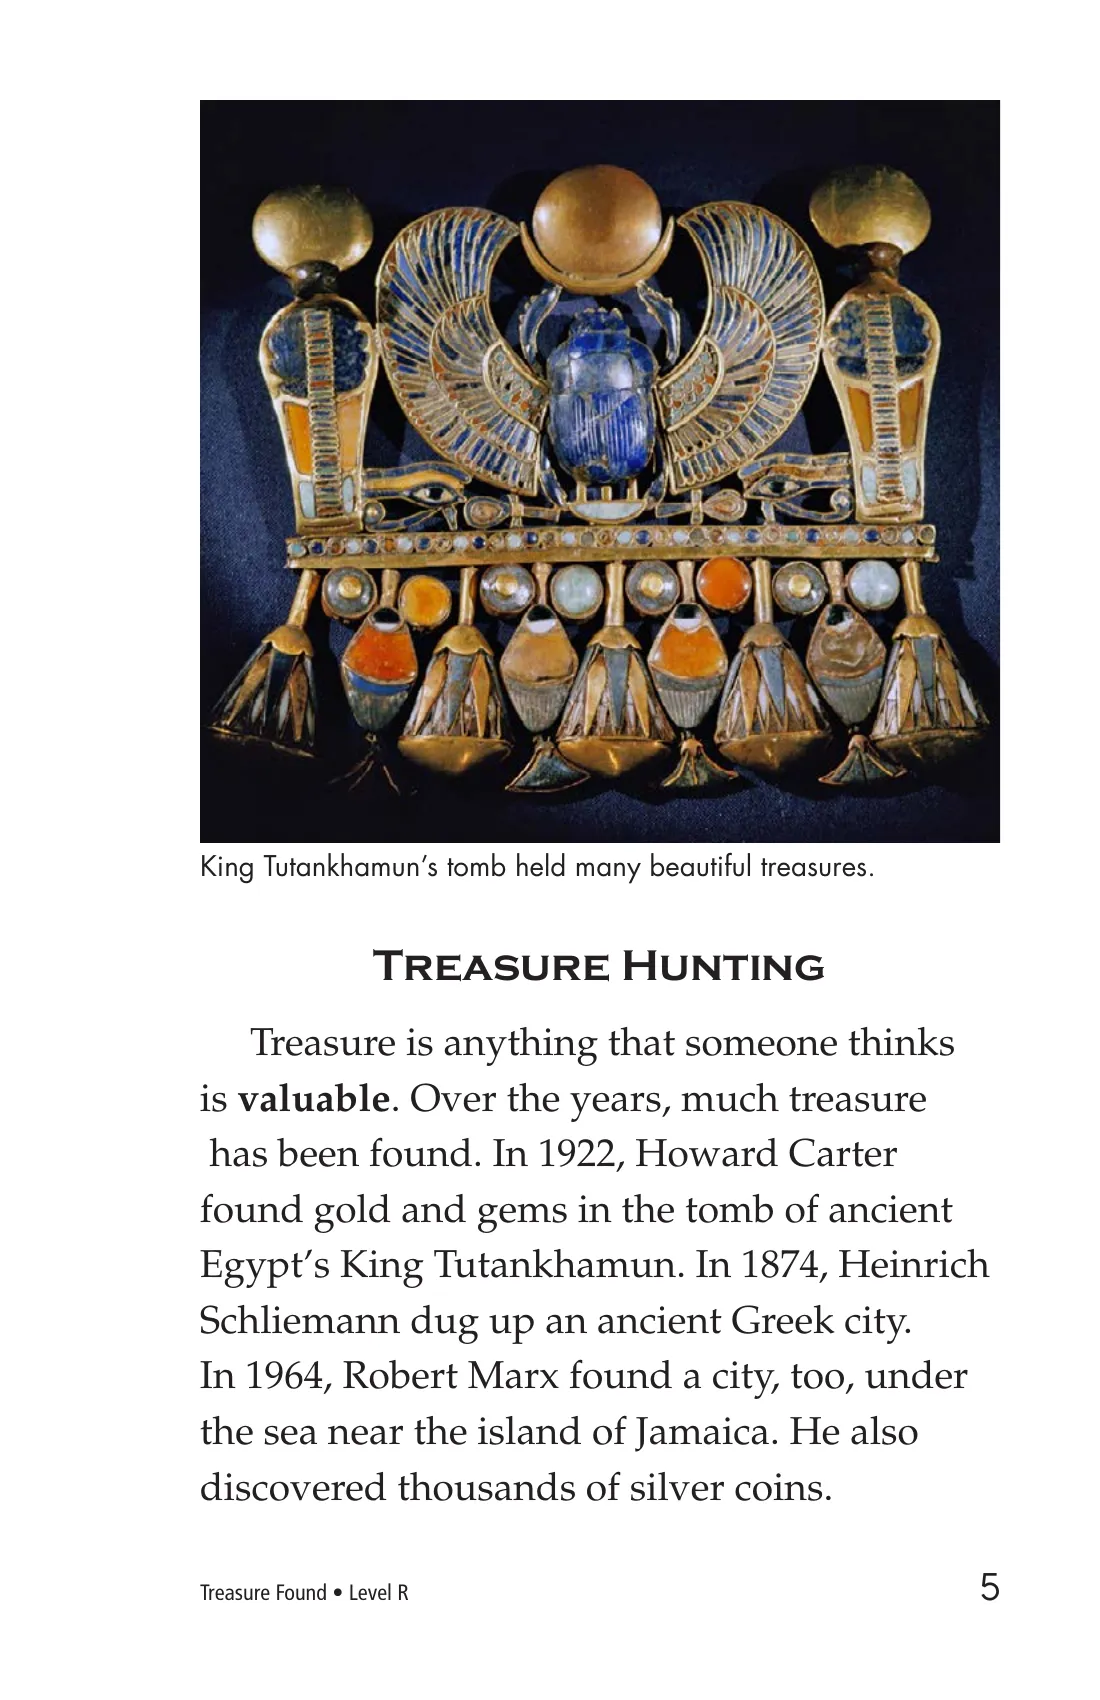 King Tutankhamun’s tomb held many beautiful treasures.
Treasure Hunting
Treasure is anything that someone thinks
is valuable. Over the years, much treasure
has been found. In 1922, Howard Carter
found gold and gems in the tomb of ancient
Egypt’s King Tutankhamun. In 1874, Heinrich
Schliemann dug up an ancient Greek city.
In 1964, Robert Marx found a city, too, under
the sea near the island of Jamaica. He also
discovered thousands of silver coins.
Treasure Found • Level R 5